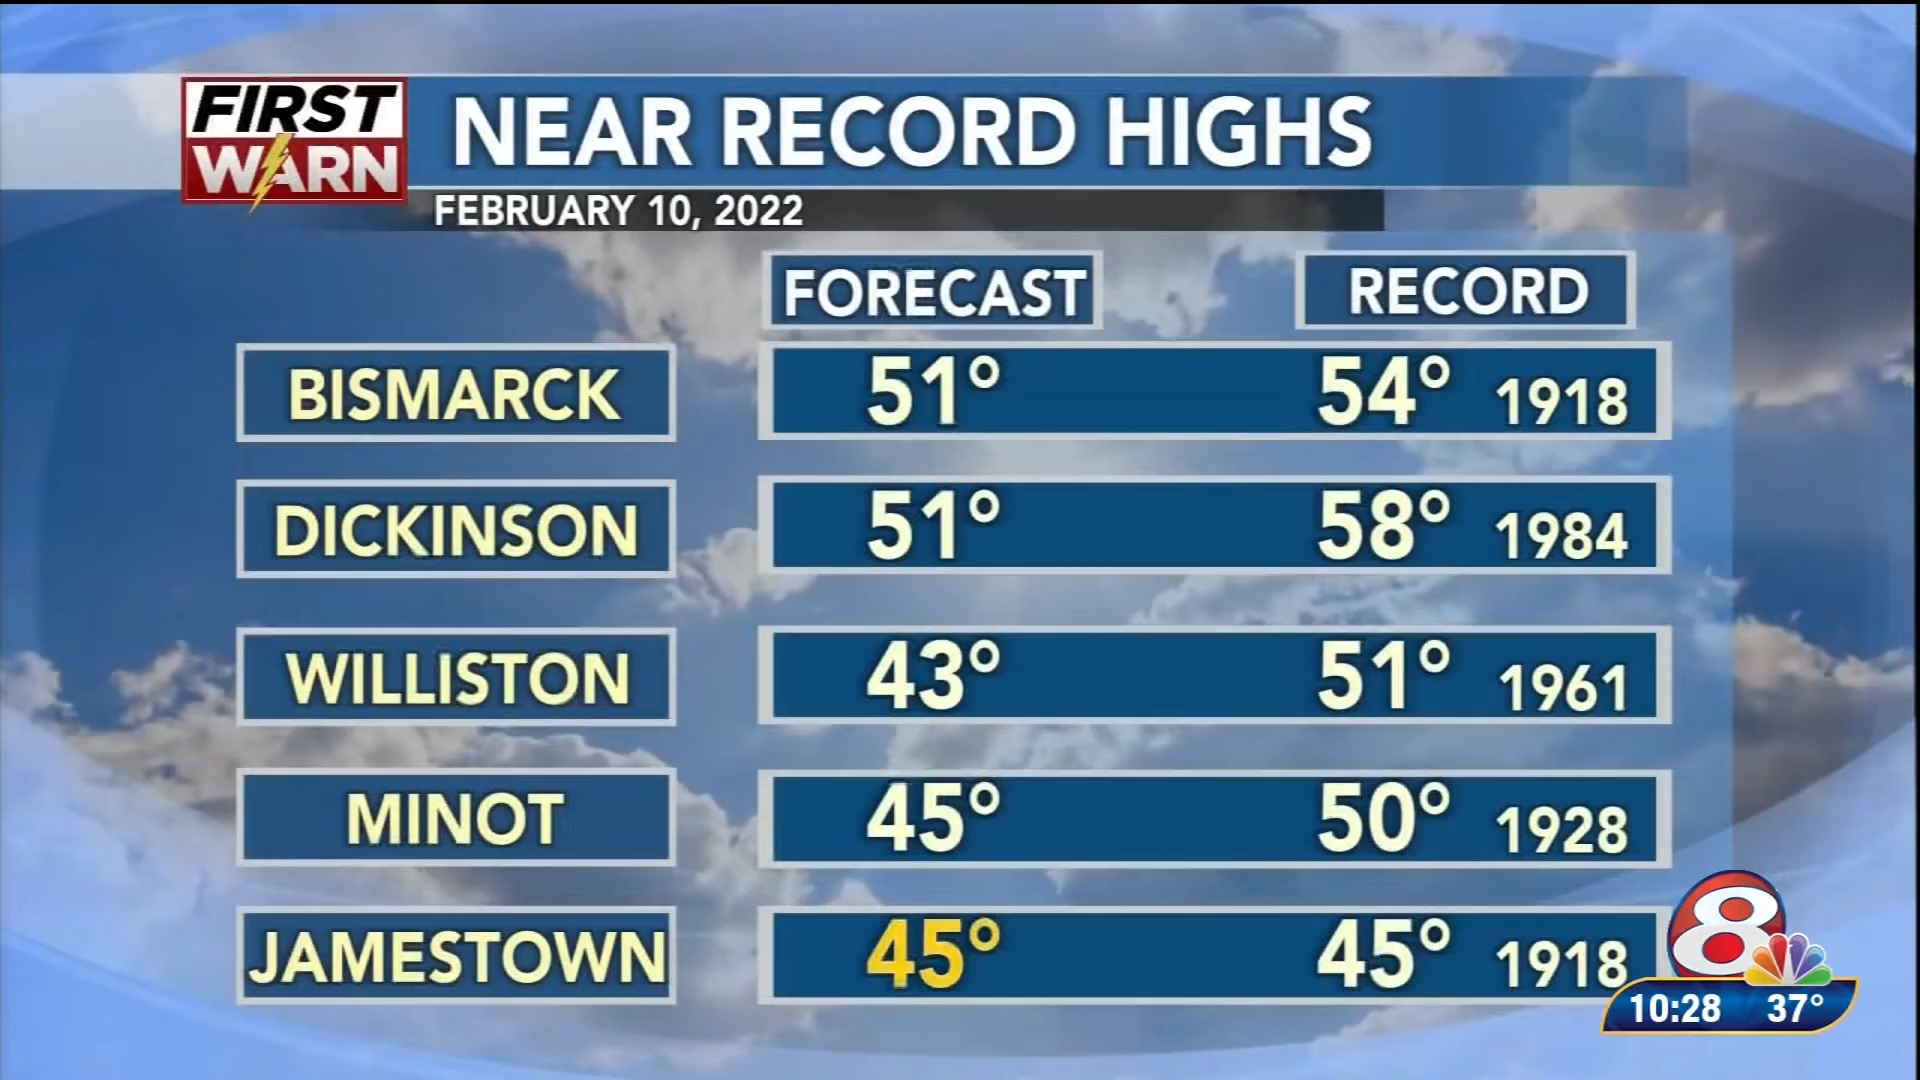 FIRST
WARN
NEAR RECORD HIGHS
FEBRUARY 10, 2022
FORECAST RECORD
BISMARCK 51° 54° 1918
DICKINSON 51° 58° 1984
WILLISTON 43° 51° 1961
MINOT 45° 50° 1928
JAMESTOWN 45° 45° 1918
8
10:28 37°